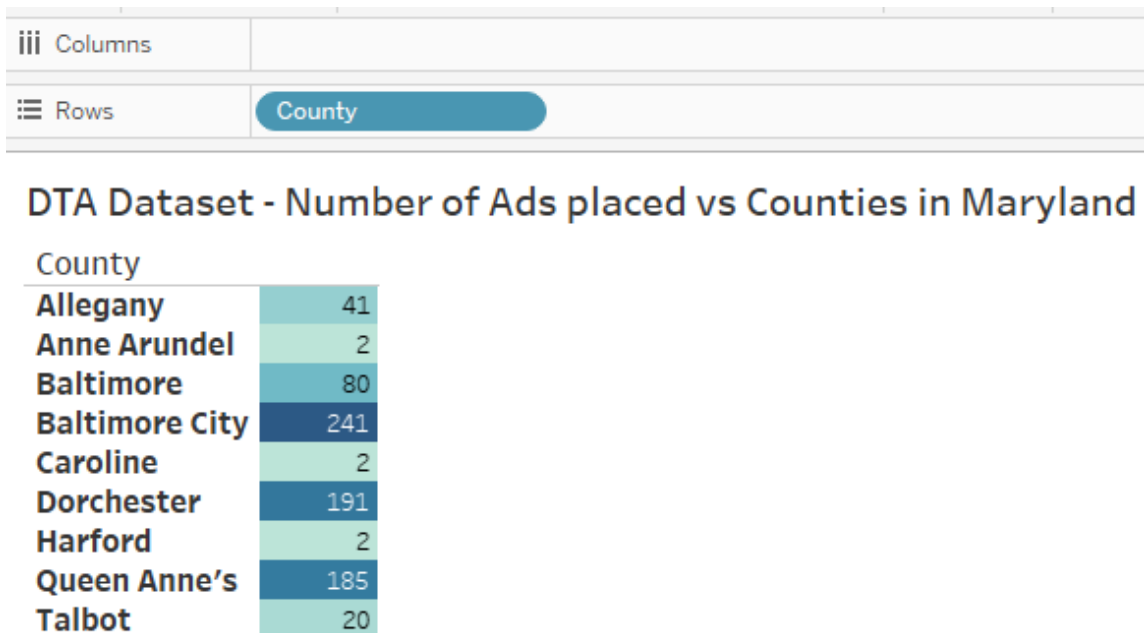 Columns
Rows County
DTA Dataset - Number of Ads placed vs Counties in Maryland
County
Allegany 41
Anne Arundel 2
Baltimore 80
Baltimore City 241
Caroline 2
Dorchester 191
Harford 2
Queen Anne’s 185
Talbot 20